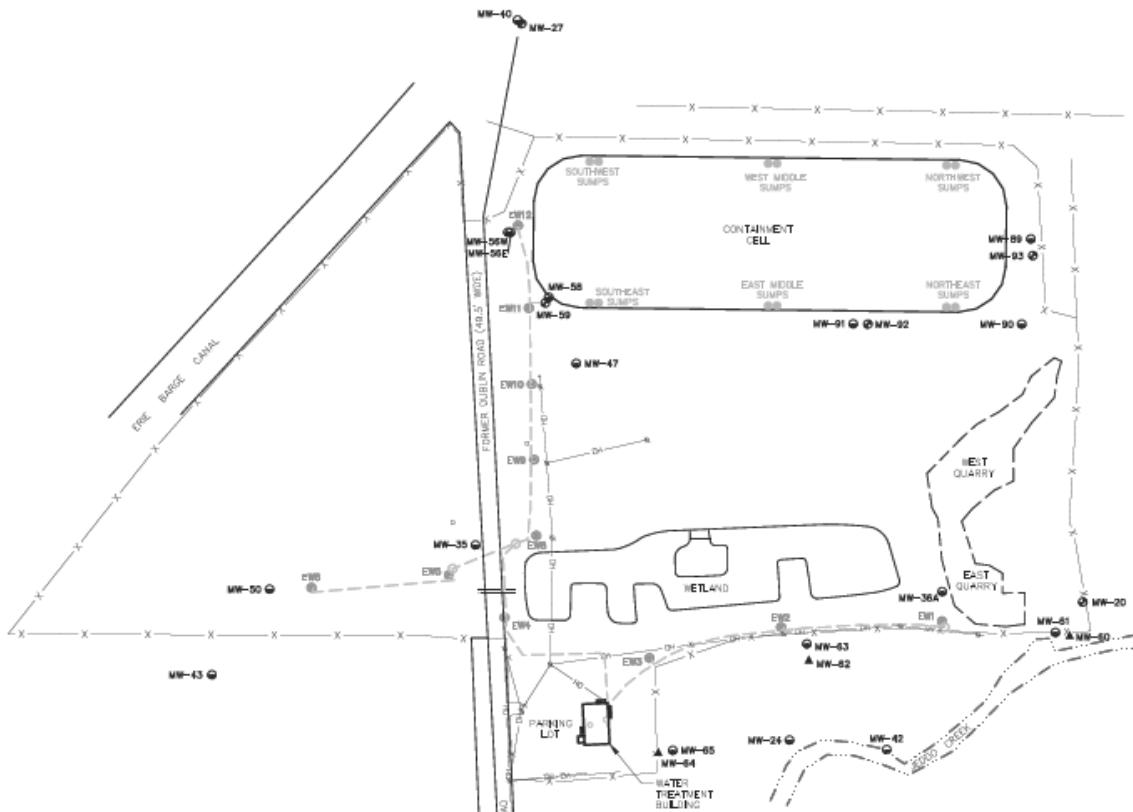 MW-40
MW-27
SOUTHWEST
SUMPS
WEST MIDDLE
SUMPS
NORTHWEST
SUMPS
EW12
MW-56W
MW-56E
CONTAINMENT
CELL
MW-89
MW-93
MW-58
MW-59
SOUTHEAST
SUMPS
EAST MIDDLE
SUMPS
NORTHEAST
SUMPS
EW11
MW-91
MW-92
MW-90
MW-47
ERIE BARGE CANAL
FORMER DUBLIN ROAD (49.5' WIDE)
EW10
EW9
WEST
QUARRY
MW-35
WETLAND
EAST
QUARRY
MW-50
MW-36A
MW-20
EW4
EW2
EW1
MW-61
MW-60
MW-63
MW-62
EW3
MW-43
PARKING
LOT
MW-65
MW-64
MW-24
MW-42
JEDDO CREEK
WATER
TREATMENT
BUILDING